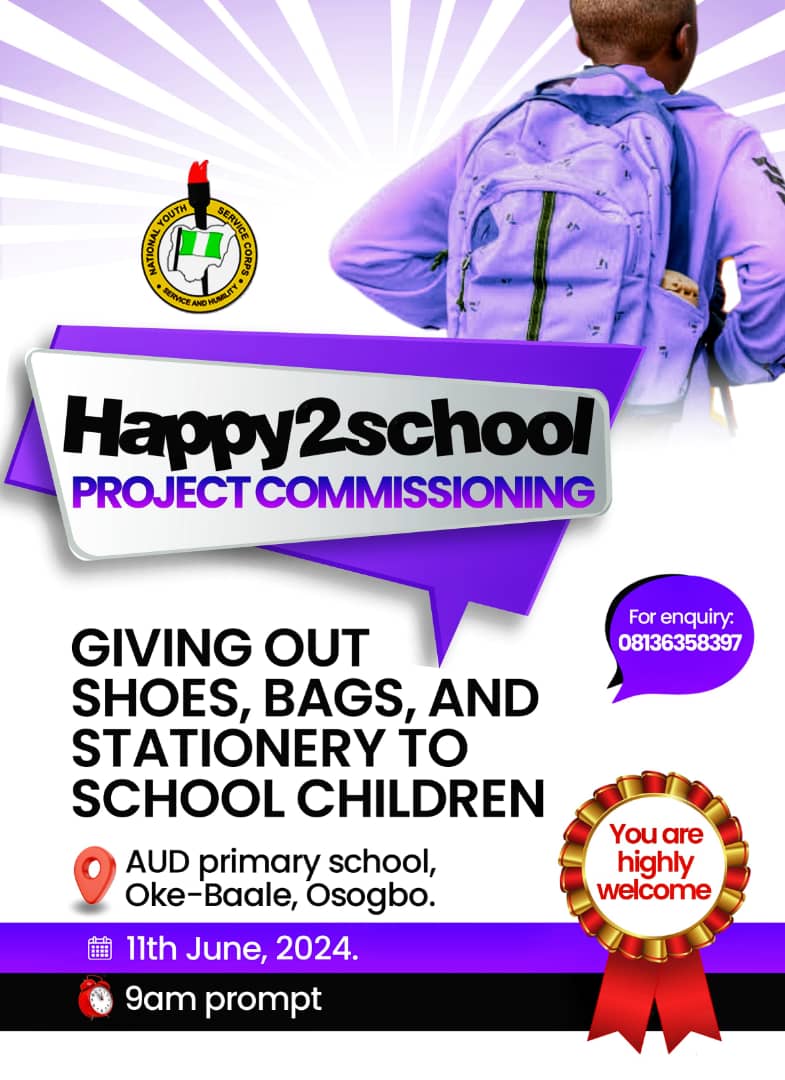 NATIONAL YOUTH SERVICE CORPS
SERVICE AND HUMILITY
Happy2school
PROJECT COMMISSIONING
For enquiry:
08136358397
GIVING OUT
SHOES, BAGS, AND
STATIONERY TO
SCHOOL CHILDREN
You are
highly
welcome
AUD primary school,
Oke-Baale, Osogbo.
11th June, 2024.
9am prompt